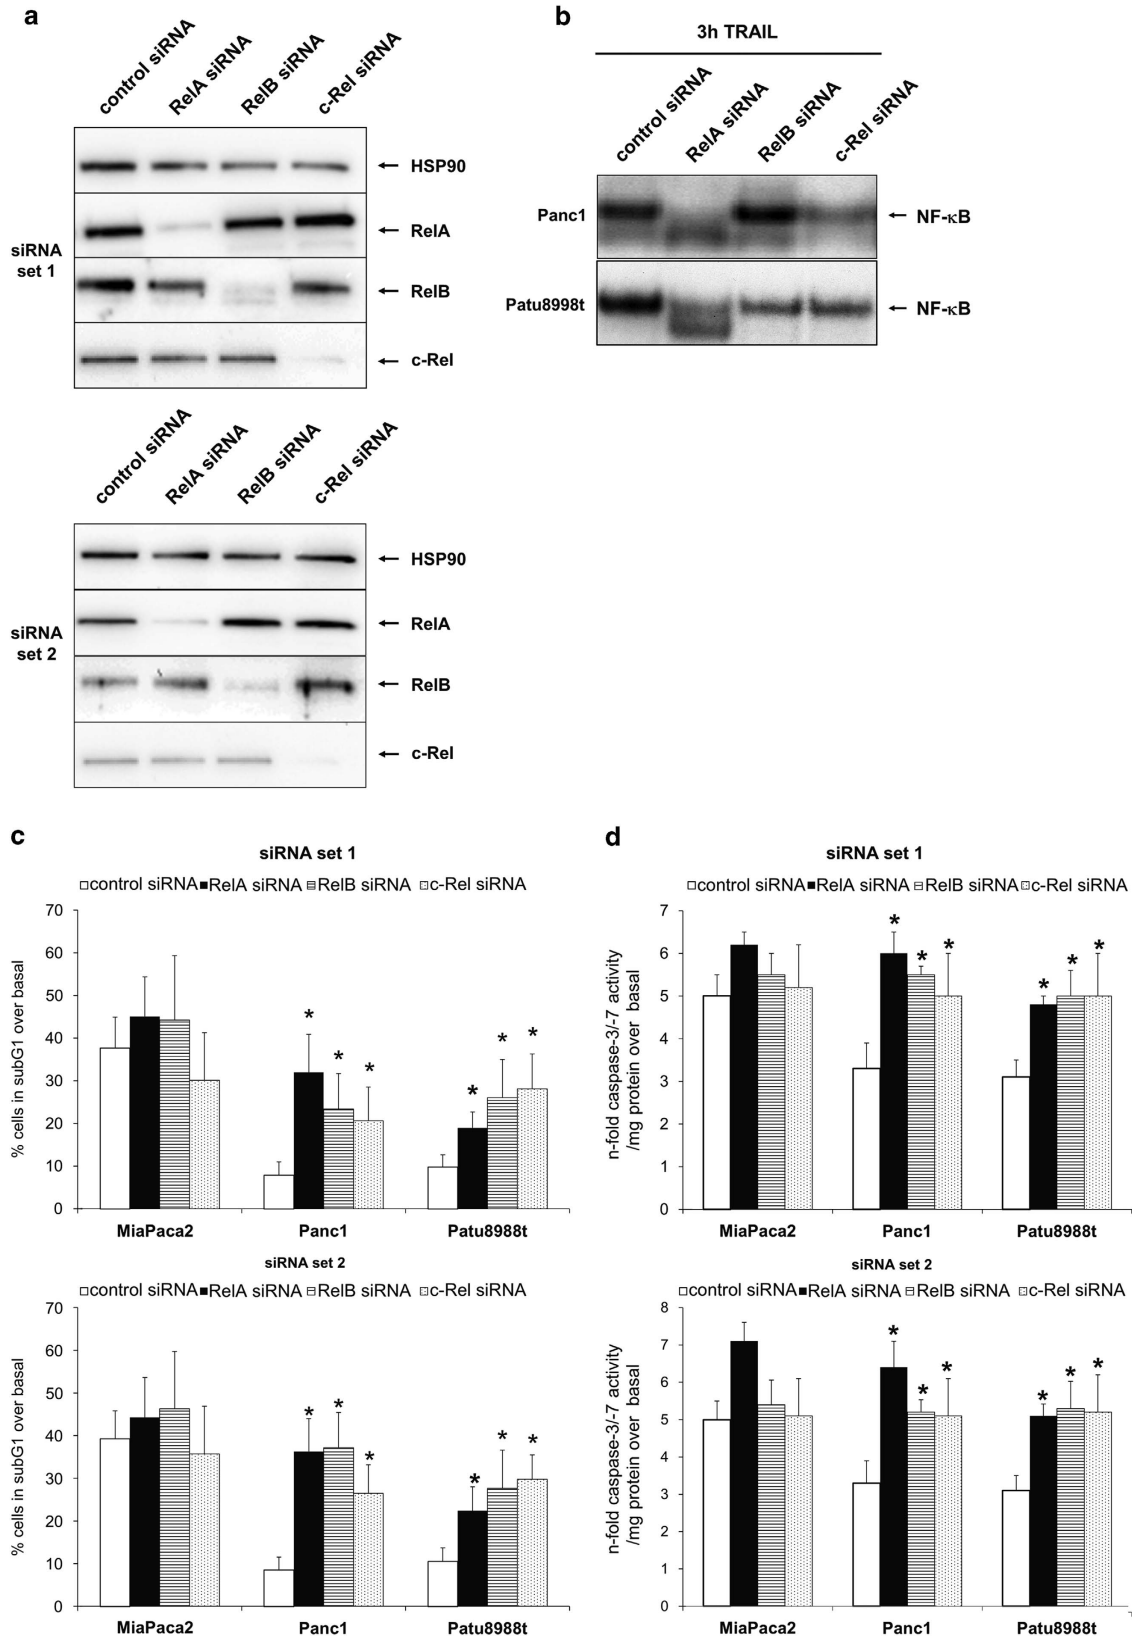 a
control siRNA
RelA siRNA
RelB siRNA
c-Rel siRNA
siRNA
set 1
HSP90
RelA
RelB
c-Rel
control siRNA
RelA siRNA
RelB siRNA
c-Rel siRNA
siRNA
set 2
HSP90
RelA
RelB
c-Rel
b
3h TRAIL
control siRNA
RelA siRNA
RelB siRNA
c-Rel siRNA
Panc1
NF-κB
Patu8998t
NF-κB
c
siRNA set 1
control siRNA RelA siRNA RelB siRNA c-Rel siRNA
% cells in subG1 over basal
70
60
50
40
30
20
10
0
* * * * * *
MiaPaca2 Panc1 Patu8988t
siRNA set 2
control siRNA RelA siRNA RelB siRNA c-Rel siRNA
% cells in subG1 over basal
70
60
50
40
30
20
10
0
* * * * * *
MiaPaca2 Panc1 Patu8988t
d
siRNA set 1
control siRNA RelA siRNA RelB siRNA c-Rel siRNA
n-fold caspase-3/-7 activity
/mg protein over basal
7
6
5
4
3
2
1
0
* * * * * *
MiaPaca2 Panc1 Patu8988t
siRNA set 2
control siRNA RelA siRNA RelB siRNA c-Rel siRNA
n-fold caspase-3/-7 activity
/mg protein over basal
8
7
6
5
4
3
2
1
0
* * * * * *
MiaPaca2 Panc1 Patu8988t